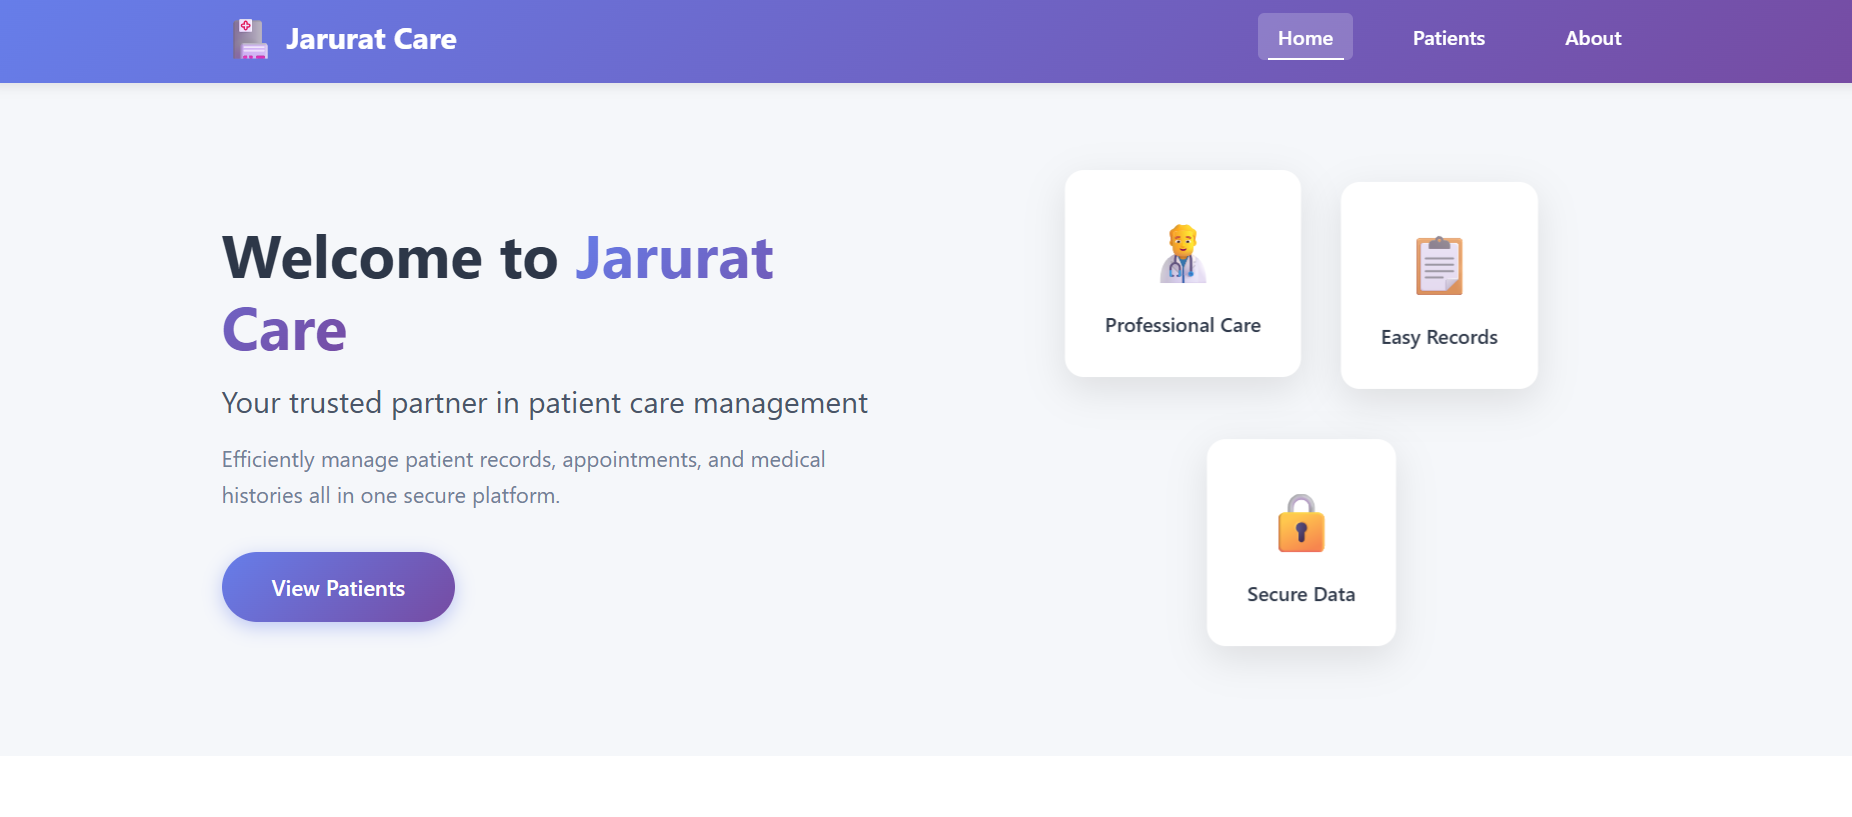 Jarurat Care
Home
Patients
About
Welcome to Jarurat
Care
Your trusted partner in patient care management
Efficiently manage patient records, appointments, and medical
histories all in one secure platform.
View Patients
Professional Care
Easy Records
Secure Data